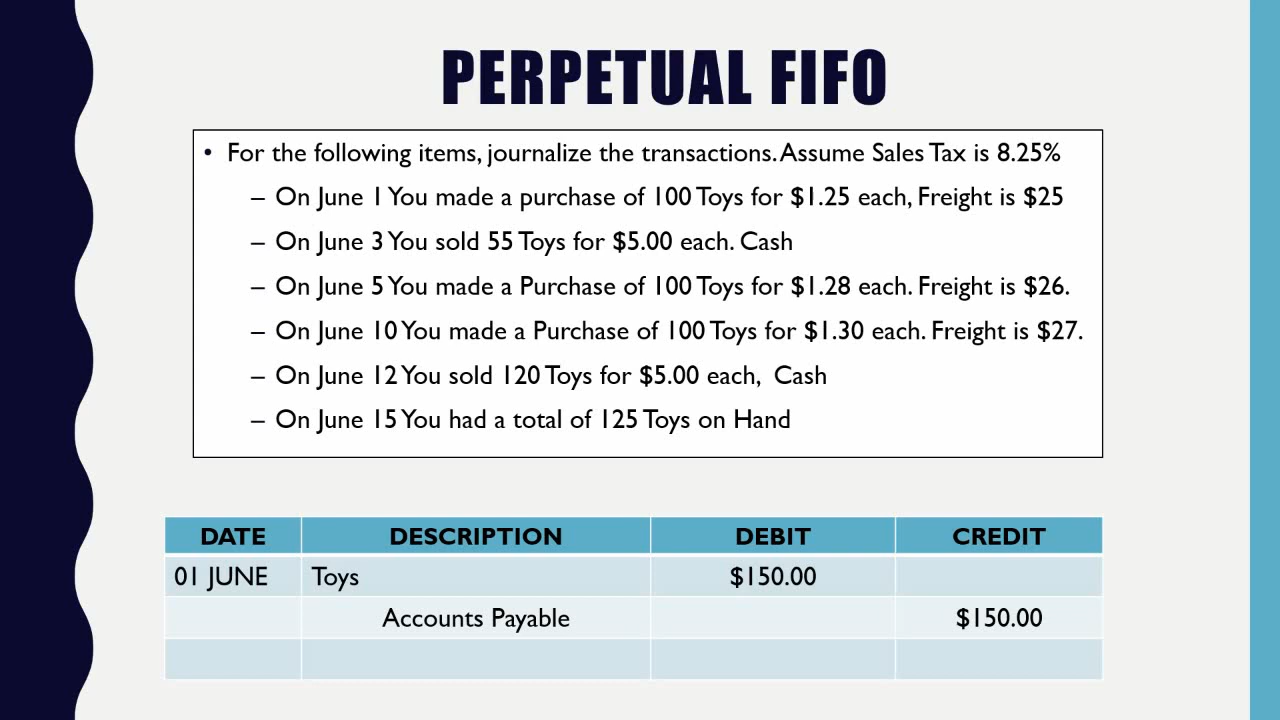 PERPETUAL FIFO
• For the following items, journalize the transactions. Assume Sales Tax is 8.25%
– On June 1 You made a purchase of 100 Toys for $1.25 each, Freight is $25
– On June 3 You sold 55 Toys for $5.00 each. Cash
– On June 5 You made a Purchase of 100 Toys for $1.28 each. Freight is $26.
– On June 10 You made a Purchase of 100 Toys for $1.30 each. Freight is $27.
– On June 12 You sold 120 Toys for $5.00 each, Cash
– On June 15 You had a total of 125 Toys on Hand
DATE DESCRIPTION DEBIT CREDIT
01 JUNE Toys $150.00
Accounts Payable $150.00